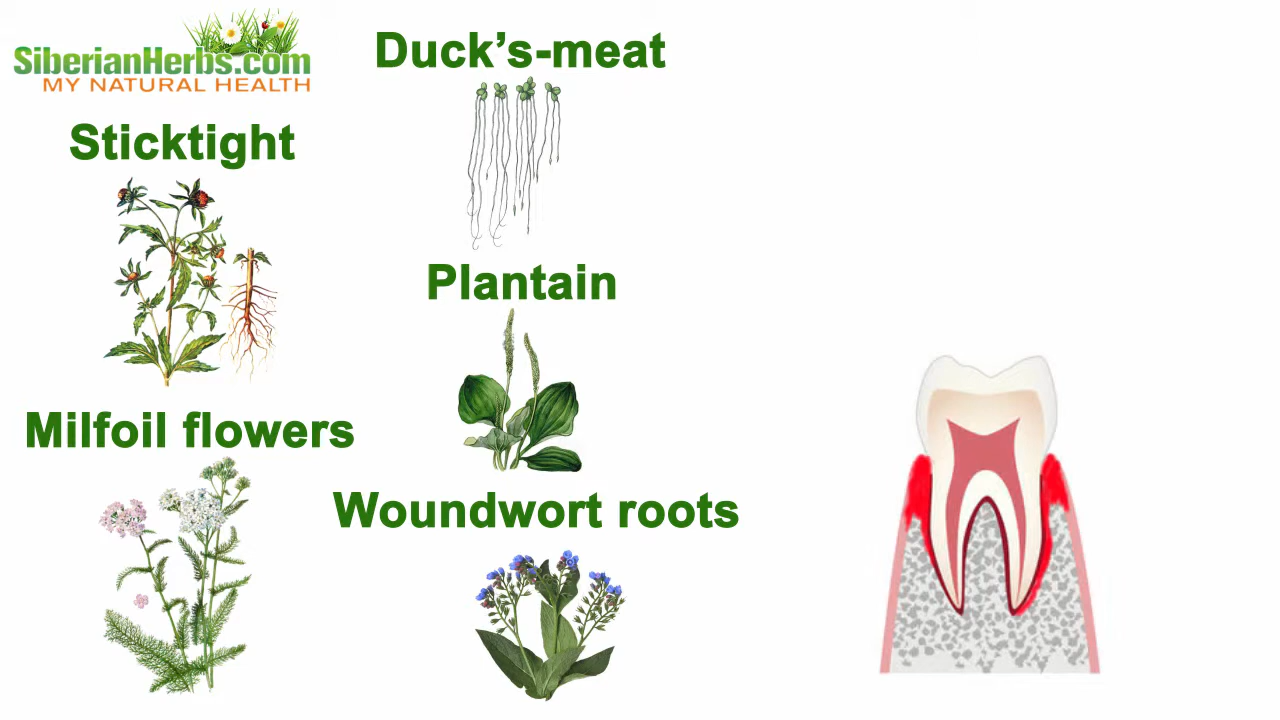 SiberianHerbs.com
MY NATURAL HEALTH
Duck’s-meat
Sticktight
Plantain
Milfoil flowers
Woundwort roots